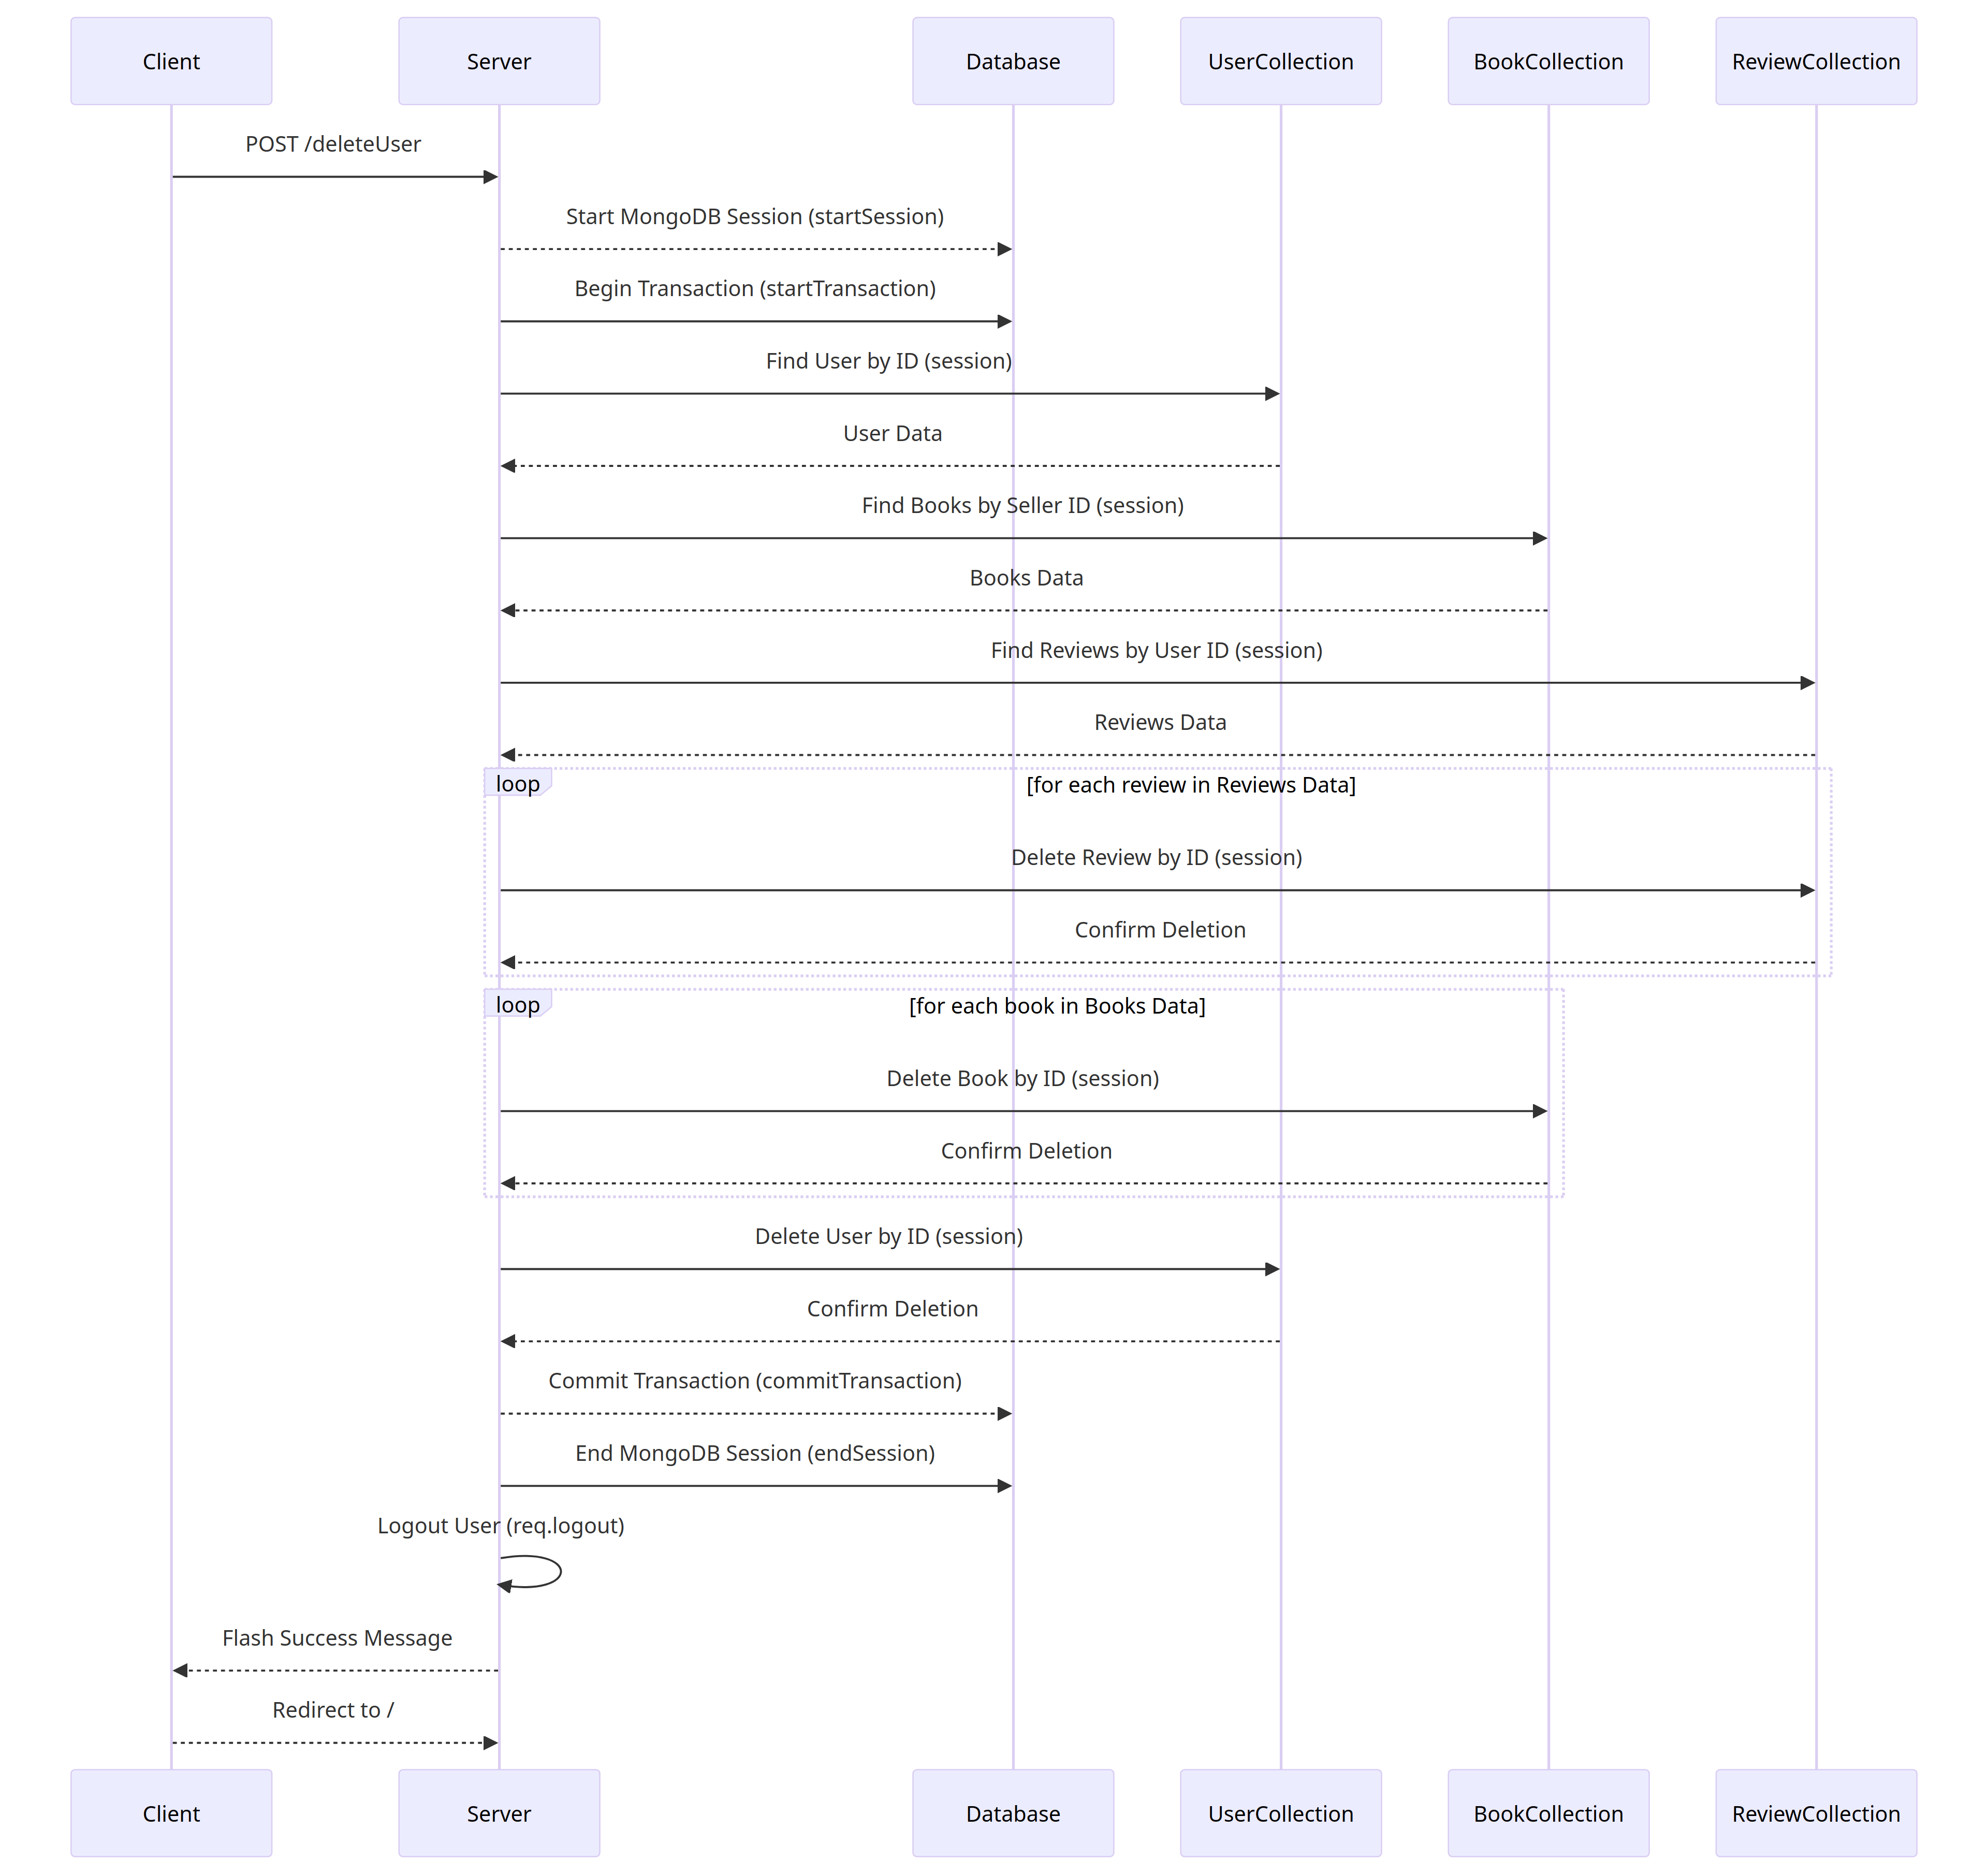 Client
Server
Database
UserCollection
BookCollection
ReviewCollection
POST /deleteUser
Start MongoDB Session (startSession)
Begin Transaction (startTransaction)
Find User by ID (session)
User Data
Find Books by Seller ID (session)
Books Data
Find Reviews by User ID (session)
Reviews Data
loop
[for each review in Reviews Data]
Delete Review by ID (session)
Confirm Deletion
loop
[for each book in Books Data]
Delete Book by ID (session)
Confirm Deletion
Delete User by ID (session)
Confirm Deletion
Commit Transaction (commitTransaction)
End MongoDB Session (endSession)
Logout User (req.logout)
Flash Success Message
Redirect to /
Client
Server
Database
UserCollection
BookCollection
ReviewCollection